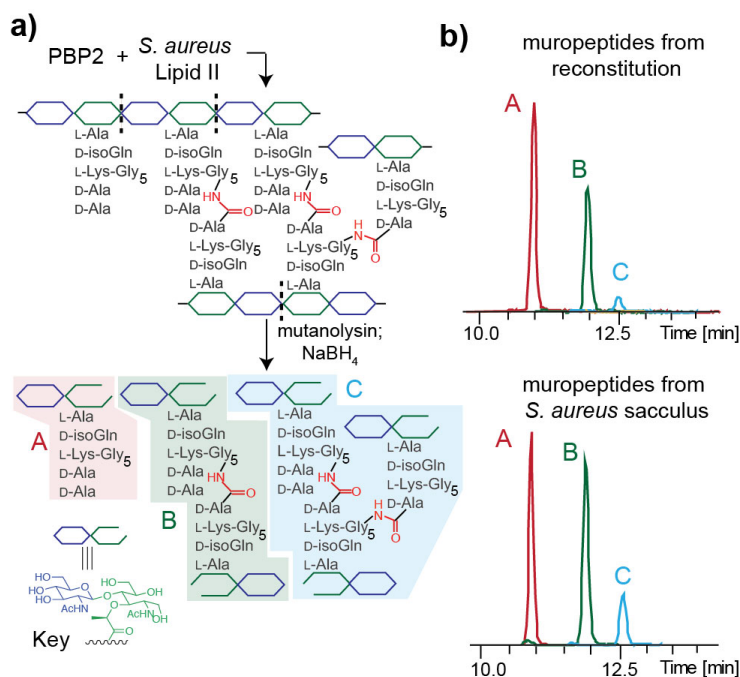 a)
PBP2 + S. aureus
Lipid II
L-Ala
D-isoGln
L-Lys-Gly5
D-Ala
D-Ala
L-Ala
D-isoGln
L-Lys-Gly5
D-Ala
D-Ala
HN
O
D-Ala
L-Lys-Gly5
D-isoGln
L-Ala
L-Ala
D-isoGln
L-Lys-Gly5
D-Ala
D-Ala
HN
O
D-Ala
L-Lys-Gly5
D-isoGln
L-Ala
L-Ala
D-isoGln
L-Lys-Gly5
D-Ala
H
N
O
mutanolysin;
NaBH4
A
L-Ala
D-isoGln
L-Lys-Gly5
D-Ala
D-Ala
B
L-Ala
D-isoGln
L-Lys-Gly5
D-Ala
D-Ala
HN
O
D-Ala
L-Lys-Gly5
D-isoGln
L-Ala
C
L-Ala
D-isoGln
L-Lys-Gly5
D-Ala
D-Ala
HN
O
D-Ala
L-Lys-Gly5
D-isoGln
L-Ala
L-Ala
D-isoGln
L-Lys-Gly5
D-Ala
H
N
O
Key
HO
HO
HO
AcHN
O
O
HO
OH
O
AcHN
OH
O
b)
muropeptides from
reconstitution
A
B
C
10.0 12.5 Time [min]
muropeptides from
S. aureus sacculus
A
B
C
10.0 12.5 Time [min]